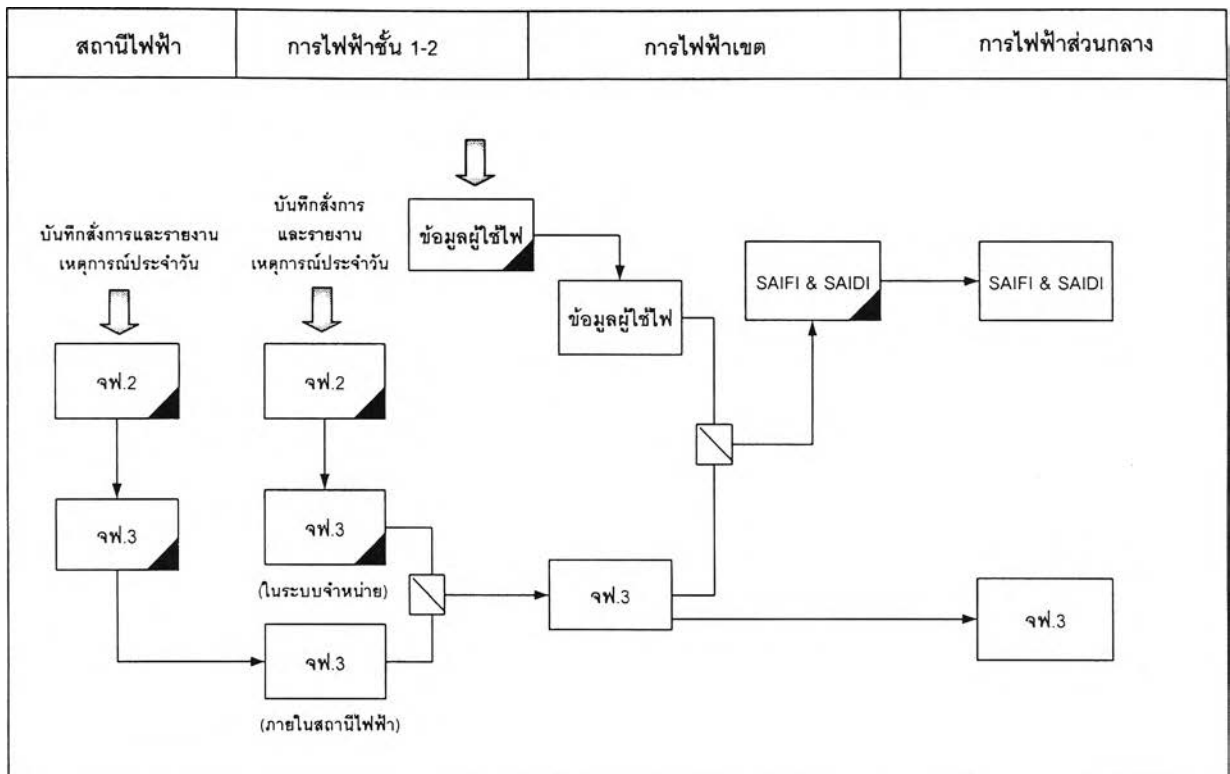 สถานีไฟฟ้า
การไฟฟ้าชั้น 1-2
การไฟฟ้าเขต
การไฟฟ้าส่วนกลาง
บันทึกสั่งการและรายงาน
เหตุการณ์ประจำวัน
บันทึกสั่งการ
และรายงาน
เหตุการณ์ประจำวัน
ข้อมูลผู้ใช้ไฟ
ข้อมูลผู้ใช้ไฟ
SAIFI & SAIDI
SAIFI & SAIDI
จฟ.2
จฟ.2
จฟ.3
จฟ.3
(ในระบบจำหน่าย)
จฟ.3
(ภายในสถานีไฟฟ้า)
จฟ.3
จฟ.3